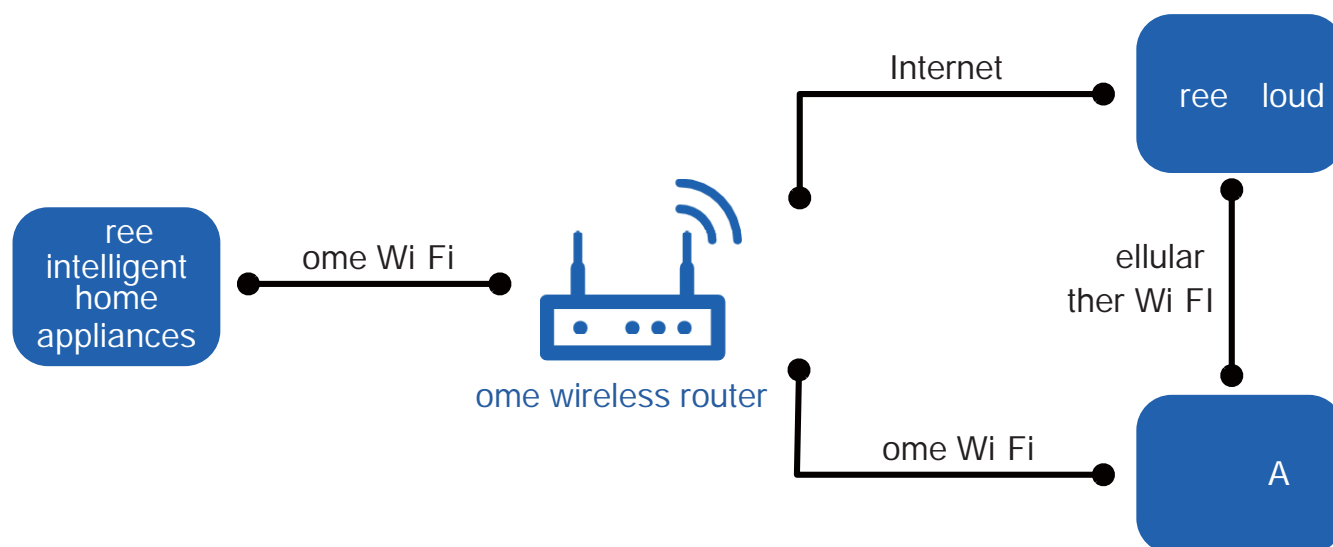 Internet
ree loud
ree
intelligent
home
appliances
ome Wi Fi
ellular
ther Wi FI
ome wireless router
ome Wi Fi
A